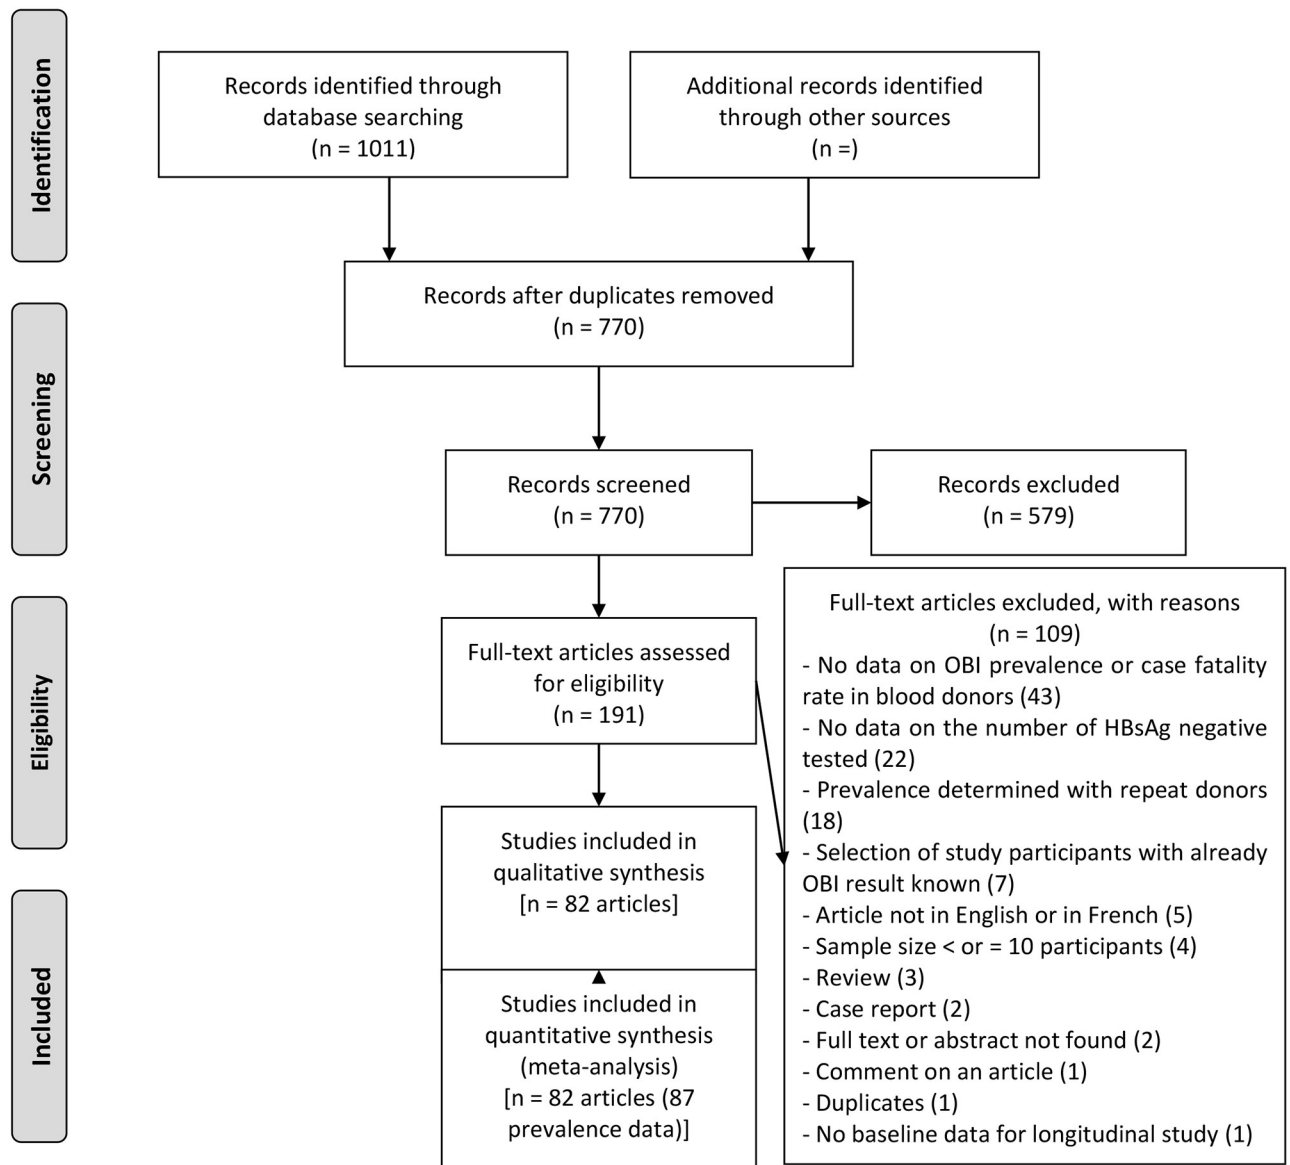 Identification
Records identified through
database searching
(n = 1011)
Additional records identified
through other sources
(n =)
Records after duplicates removed
(n = 770)
Screening
Records screened
(n = 770)
Records excluded
(n = 579)
Eligibility
Full-text articles assessed
for eligibility
(n = 191)
Full-text articles excluded, with reasons
(n = 109)
- No data on OBI prevalence or case fatality
rate in blood donors (43)
- No data on the number of HBsAg negative
tested (22)
- Prevalence determined with repeat donors
(18)
- Selection of study participants with already
OBI result known (7)
- Article not in English or in French (5)
- Sample size < or = 10 participants (4)
- Review (3)
- Case report (2)
- Full text or abstract not found (2)
- Comment on an article (1)
- Duplicates (1)
- No baseline data for longitudinal study (1)
Studies included in
qualitative synthesis
[n = 82 articles]
Included
Studies included in
quantitative synthesis
(meta-analysis)
[n = 82 articles (87
prevalence data)]